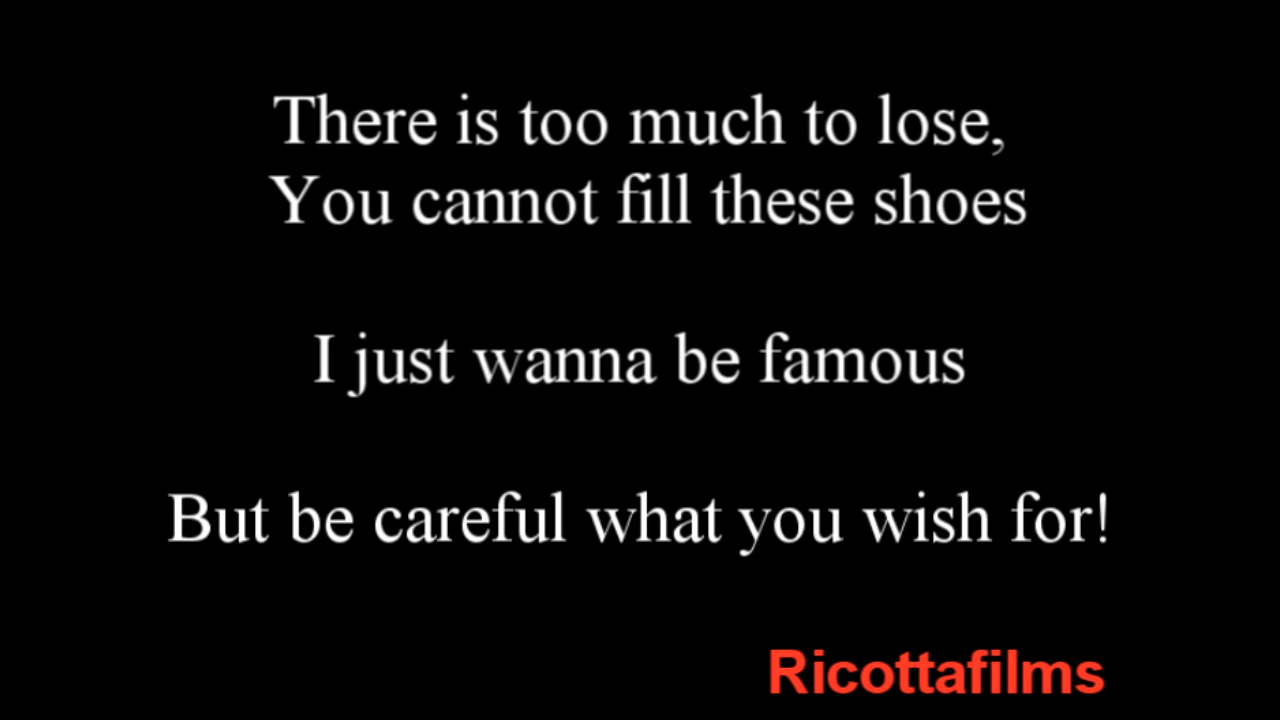 There is too much to lose,
You cannot fill these shoes
I just wanna be famous
But be careful what you wish for!
Ricottafilms